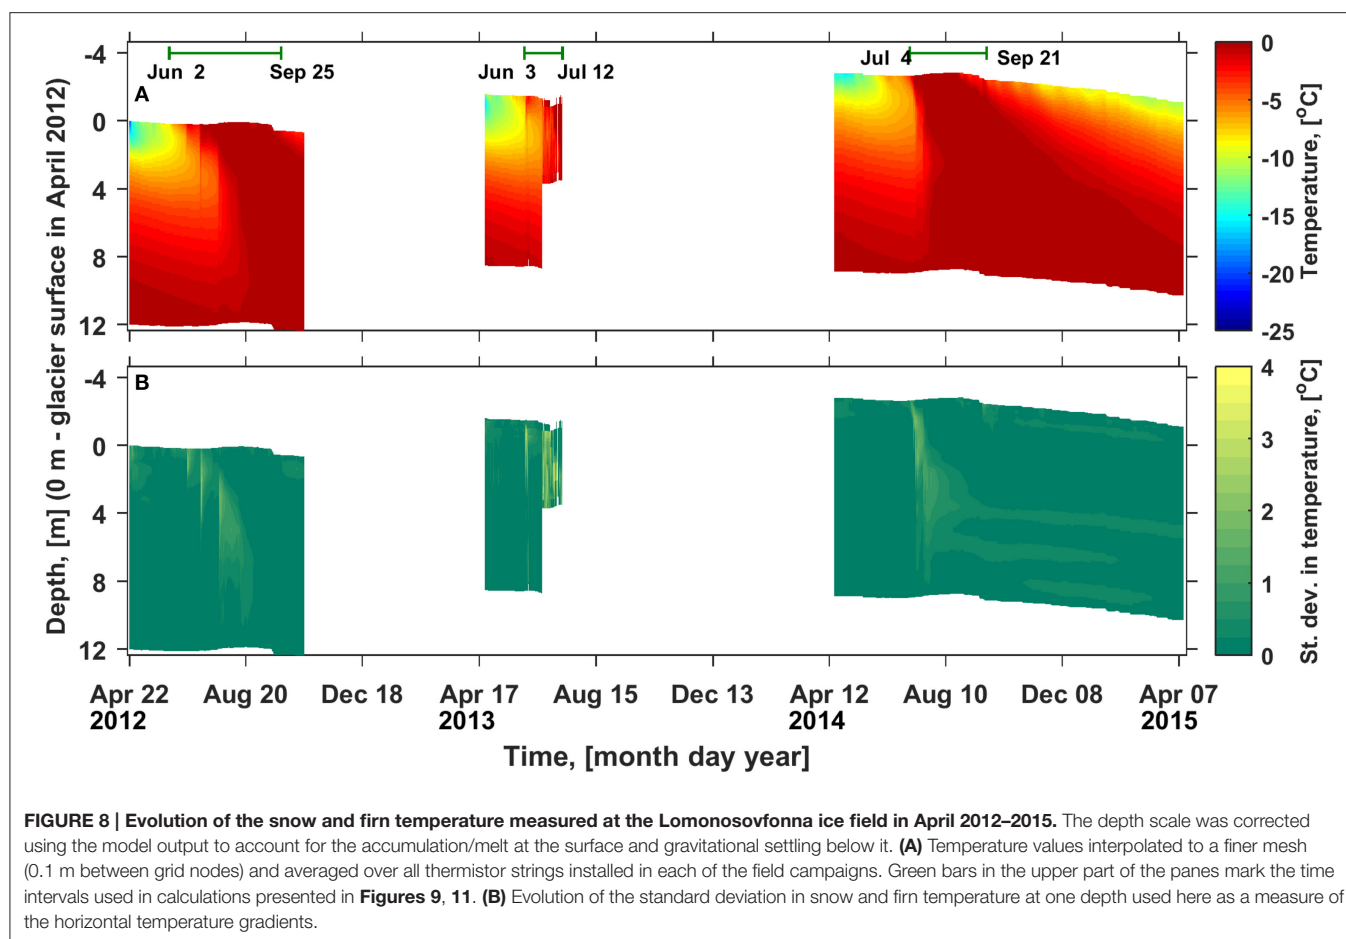 Jun 2
Sep 25
Jun 3
Jul 12
Jul 4
Sep 21
A
-4
0
4
8
12
0
-5
-10
-15
-20
-25
Temperature, [oC]
Depth, [m] (0 m - glacier surface in April 2012)
B
-4
0
4
8
12
4
3
2
1
0
St. dev. in temperature, [oC]
Apr 22 Aug 20 Dec 18 Apr 17 Aug 15 Dec 13 Apr 12 Aug 10 Dec 08 Apr 07
2012 2013 2014 2015
Time, [month day year]
FIGURE 8 | Evolution of the snow and firn temperature measured at the Lomonosovfonna ice field in April 2012–2015. The depth scale was corrected
using the model output to account for the accumulation/melt at the surface and gravitational settling below it. (A) Temperature values interpolated to a finer mesh
(0.1 m between grid nodes) and averaged over all thermistor strings installed in each of the field campaigns. Green bars in the upper part of the panes mark the time
intervals used in calculations presented in Figures 9, 11. (B) Evolution of the standard deviation in snow and firn temperature at one depth used here as a measure of
the horizontal temperature gradients.